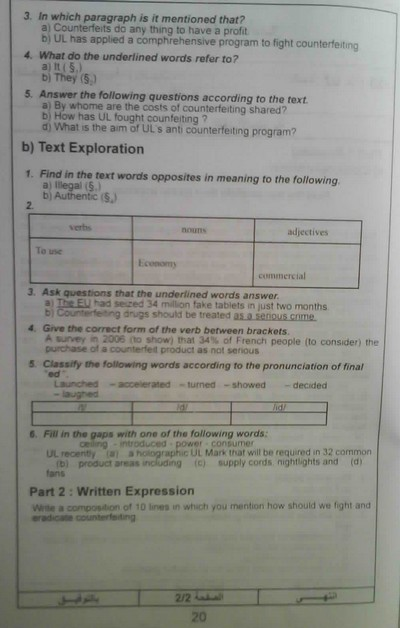 3. In which paragraph is it mentioned that?
a) Counterfeits do any thing to have a profit.
b) UL has applied a comphrehensive program to fight counterfeiting
4. What do the underlined words refer to?
a) It ( §1)
b) They (§2)
5. Answer the following questions according to the text.
a) By whome are the costs of counterfeiting shared?
b) How has UL fought counfeiting ?
d) What is the aim of UL's anti counterfeiting program?
b) Text Exploration
1. Find in the text words opposites in meaning to the following.
a) Illegal (§1)
b) Authentic (§4)
2.
verbs nouns adjectives
To use
Economy
commercial
3. Ask questions that the underlined words answer.
a) The EU had seized 34 million fake tablets in just two months.
b) Counterfeiting drugs should be treated as a serious crime.
4. Give the correct form of the verb between brackets.
A survey in 2006 (to show) that 34% of French people (to consider) the
purchase of a counterfeit product as not serious
5. Classify the following words according to the pronunciation of final
"ed ".
Launched – accelerated – turned – showed – decided
– laughed
/t/ /d/ /id/
6. Fill in the gaps with one of the following words:
ceiling - introduced - power - consumer
UL recently (a) a holographic UL Mark that will be required in 32 common
(b) product areas including (c) supply cords, nightlights and (d)
fans
Part 2 : Written Expression
Write a composition of 10 lines in which you mention how should we fight and
eradicate counterfeiting.
انتهى الصفحة 2/2 بالتوفيق
20